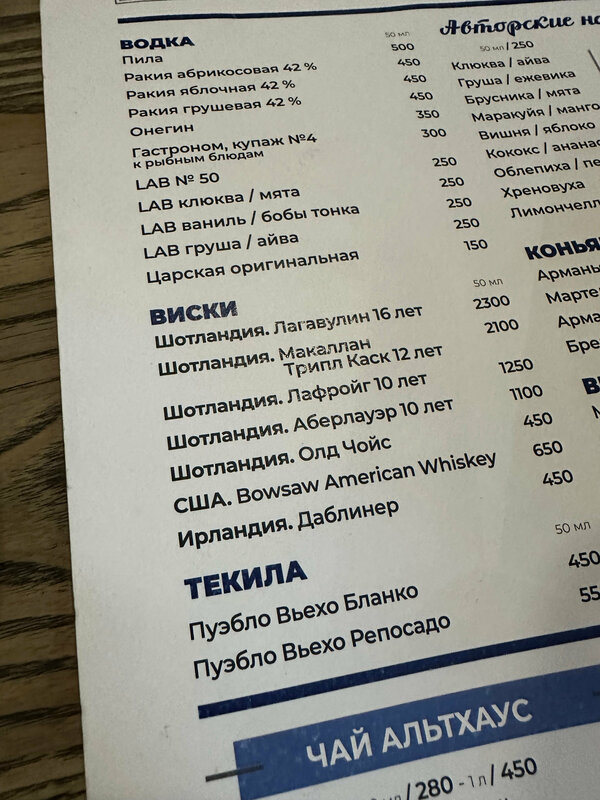 ВОДКА
50 мл
Пила 500
Ракия абрикосовая 42 % 450
Ракия яблочная 42 % 450
Ракия грушевая 42 % 450
Онегин 350
Гастроном, купаж №4 300
к рыбным блюдам
LAB № 50 250
LAB клюква / мята 250
LAB ваниль / бобы тонка 250
LAB груша / айва 250
Царская оригинальная 150
ВИСКИ
50 мл
Шотландия. Лагавулин 16 лет 2300
Шотландия. Макаллан 2100
Трипл Каск 12 лет
Шотландия. Лафройг 10 лет 1250
Шотландия. Аберлауэр 10 лет 1100
Шотландия. Олд Чойс 450
США. Bowsaw American Whiskey 650
Ирландия. Даблинер 450
ТЕКИЛА
50 мл
Пуэбло Вьехо Бланко 450
Пуэбло Вьехо Репосадо 55
ЧАЙ АЛЬТХАУС
/ 280 - 1 л / 450
Авторские на
50 мл / 250
Клюква / айва
Груша / ежевика
Брусника / мята
Маракуйя / манго
Вишня / яблоко
Кокос / ананас
Облепиха / пе
Хреновуха
Лимончелл
КОНЬЯ
Арманья
Марте
Арма
Бре